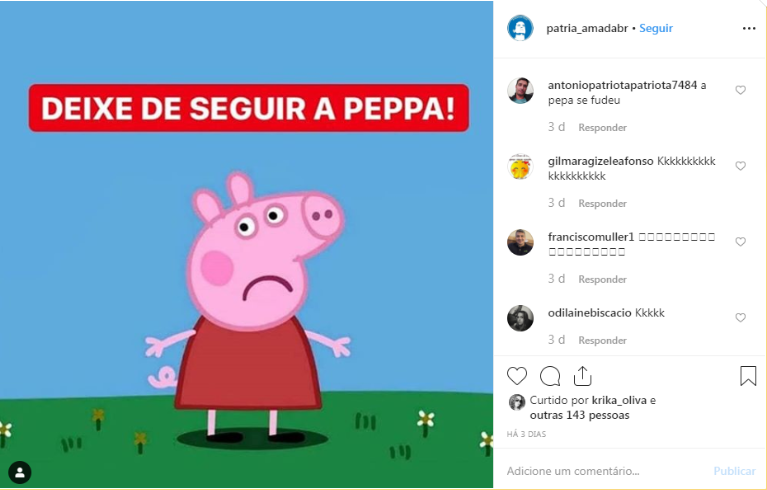 DEIXE DE SEGUIR A PEPPA!
patria_amadabr • Seguir
antoniopatriotapatriota7484 a
pepa se fudeu
3 d Responder
gilmaragizeleafonso Kkkkkkkkkk
kkkkkkkkkk
3 d Responder
franciscomuller1 □□□□□□□□□
□□□□□□□□□
3 d Responder
odilainebiscacio Kkkkk
3 d Responder
Curtido por krika_oliva e
outras 143 pessoas
HÁ 3 DIAS
Adicione um comentário... Publicar